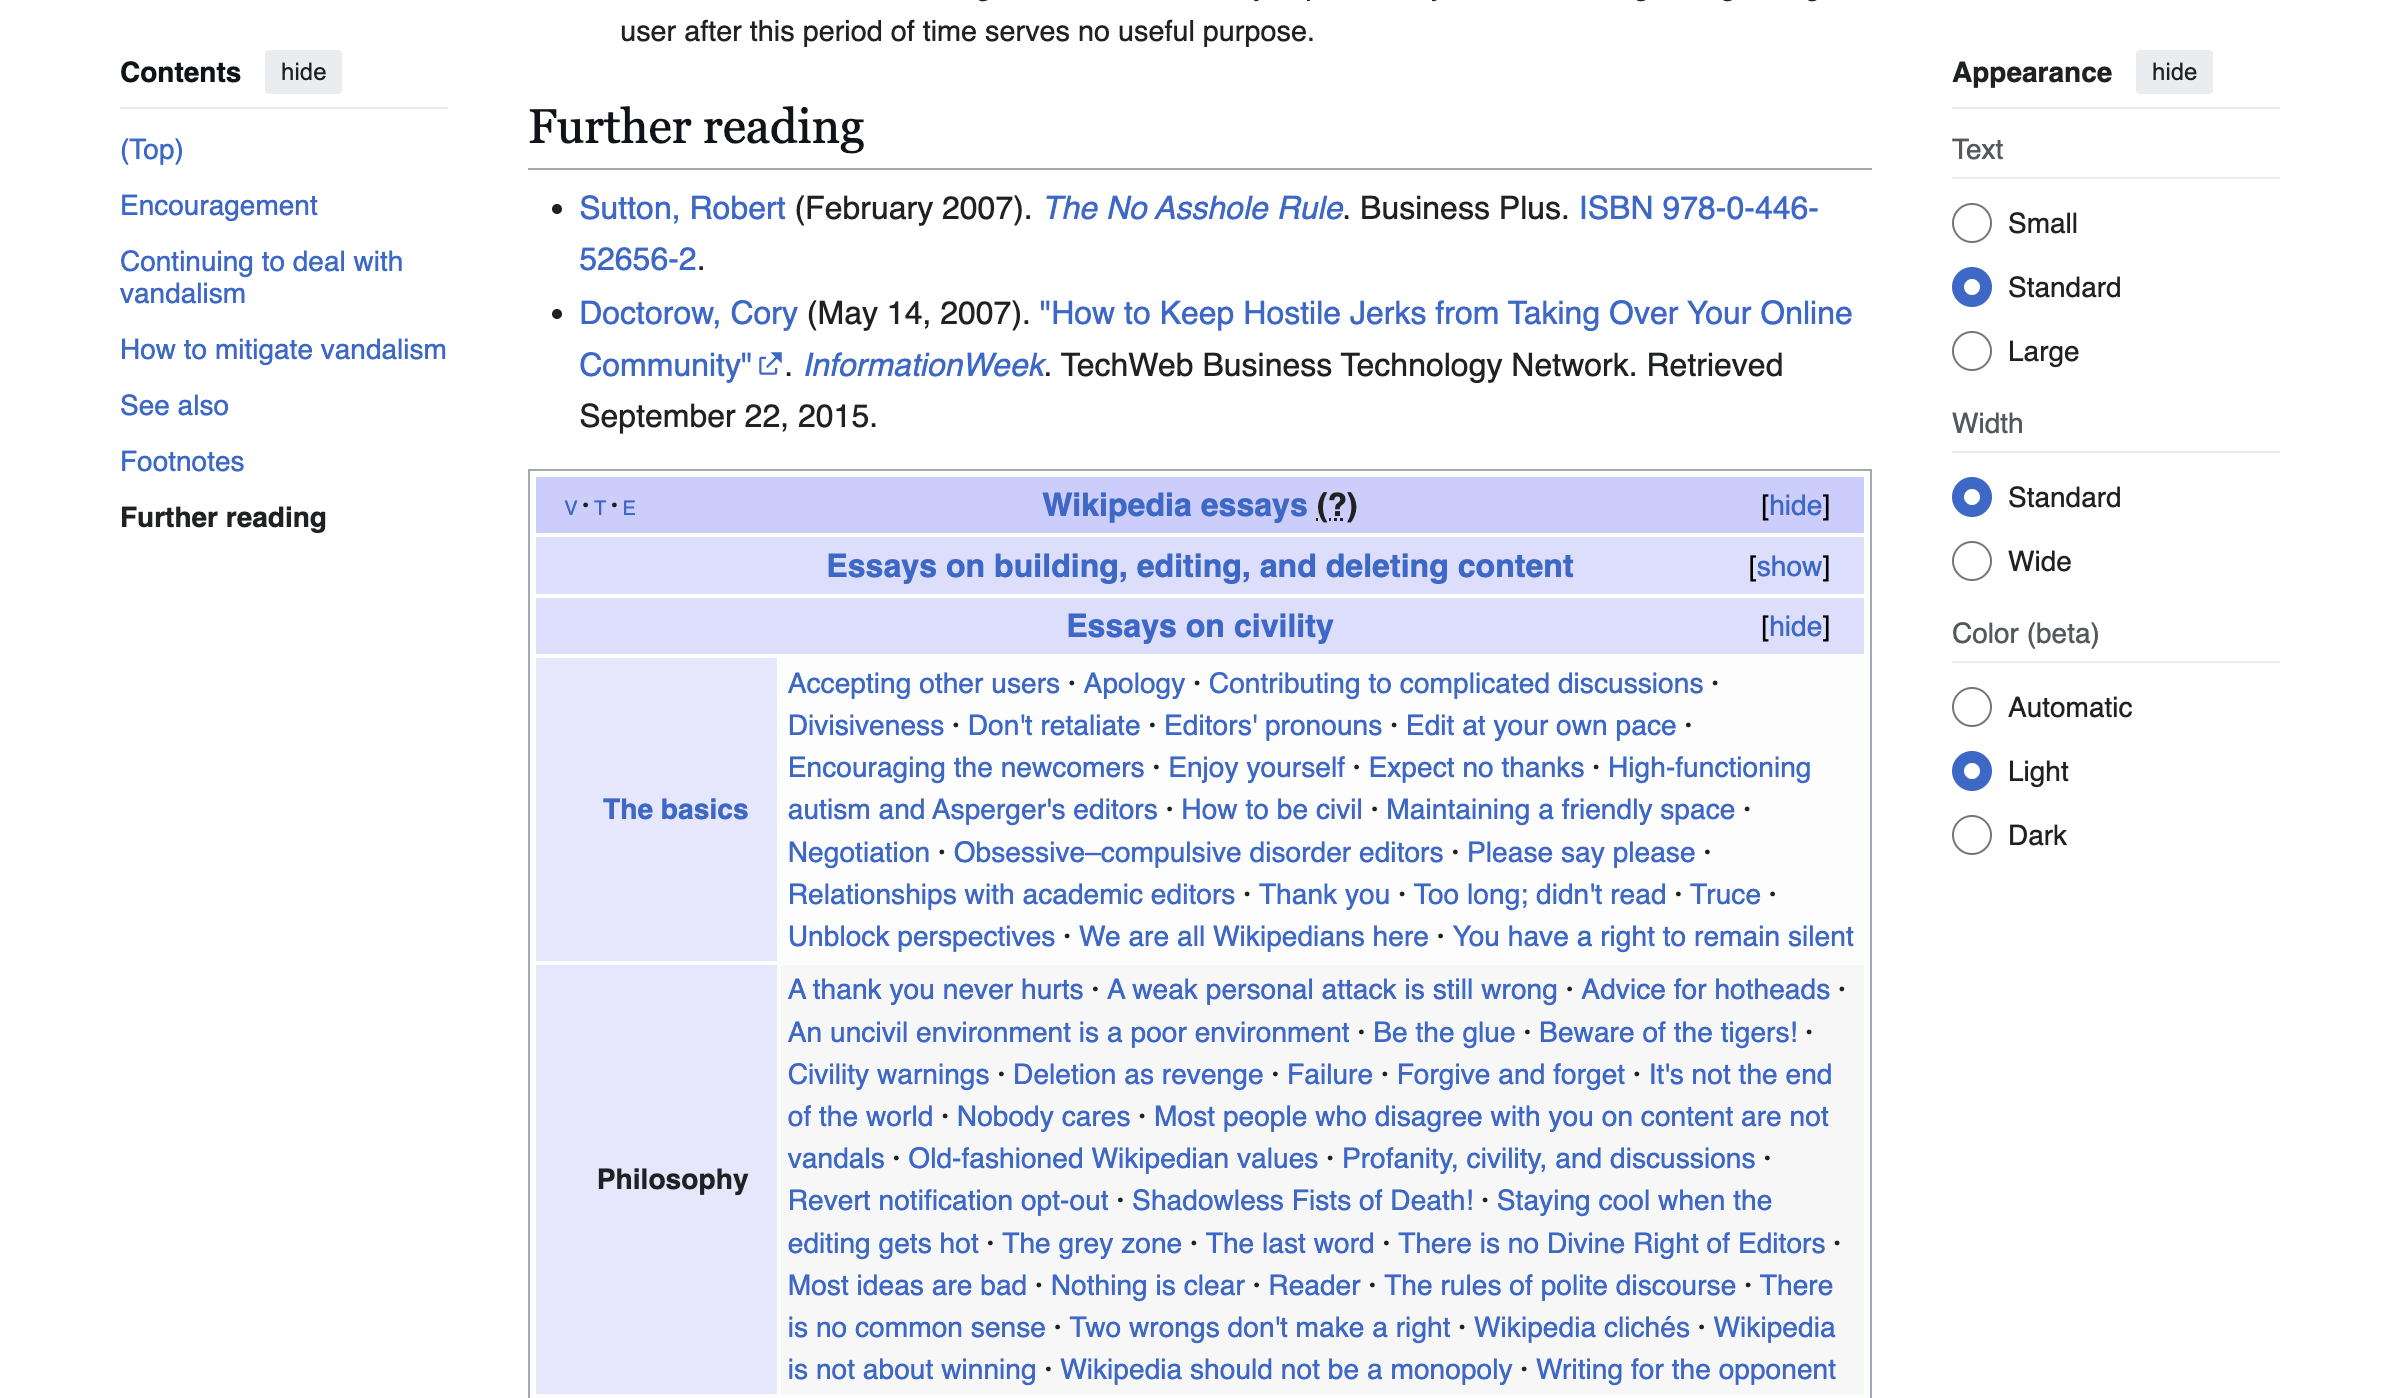 user after this period of time serves no useful purpose.
Contents hide
(Top)
Encouragement
Continuing to deal with
vandalism
How to mitigate vandalism
See also
Footnotes
Further reading
Further reading
• Sutton, Robert (February 2007). The No Asshole Rule. Business Plus. ISBN 978-0-446-
52656-2.
• Doctorow, Cory (May 14, 2007). "How to Keep Hostile Jerks from Taking Over Your Online
Community". InformationWeek. TechWeb Business Technology Network. Retrieved
September 22, 2015.
V · T · E Wikipedia essays (?) [hide]
Essays on building, editing, and deleting content [show]
Essays on civility [hide]
The basics
Accepting other users · Apology · Contributing to complicated discussions ·
Divisiveness · Don't retaliate · Editors' pronouns · Edit at your own pace ·
Encouraging the newcomers · Enjoy yourself · Expect no thanks · High-functioning
autism and Asperger's editors · How to be civil · Maintaining a friendly space ·
Negotiation · Obsessive–compulsive disorder editors · Please say please ·
Relationships with academic editors · Thank you · Too long; didn't read · Truce ·
Unblock perspectives · We are all Wikipedians here · You have a right to remain silent
Philosophy
A thank you never hurts · A weak personal attack is still wrong · Advice for hotheads ·
An uncivil environment is a poor environment · Be the glue · Beware of the tigers! ·
Civility warnings · Deletion as revenge · Failure · Forgive and forget · It's not the end
of the world · Nobody cares · Most people who disagree with you on content are not
vandals · Old-fashioned Wikipedian values · Profanity, civility, and discussions ·
Revert notification opt-out · Shadowless Fists of Death! · Staying cool when the
editing gets hot · The grey zone · The last word · There is no Divine Right of Editors ·
Most ideas are bad · Nothing is clear · Reader · The rules of polite discourse · There
is no common sense · Two wrongs don't make a right · Wikipedia clichés · Wikipedia
is not about winning · Wikipedia should not be a monopoly · Writing for the opponent
Appearance hide
Text
Small
Standard
Large
Width
Standard
Wide
Color (beta)
Automatic
Light
Dark